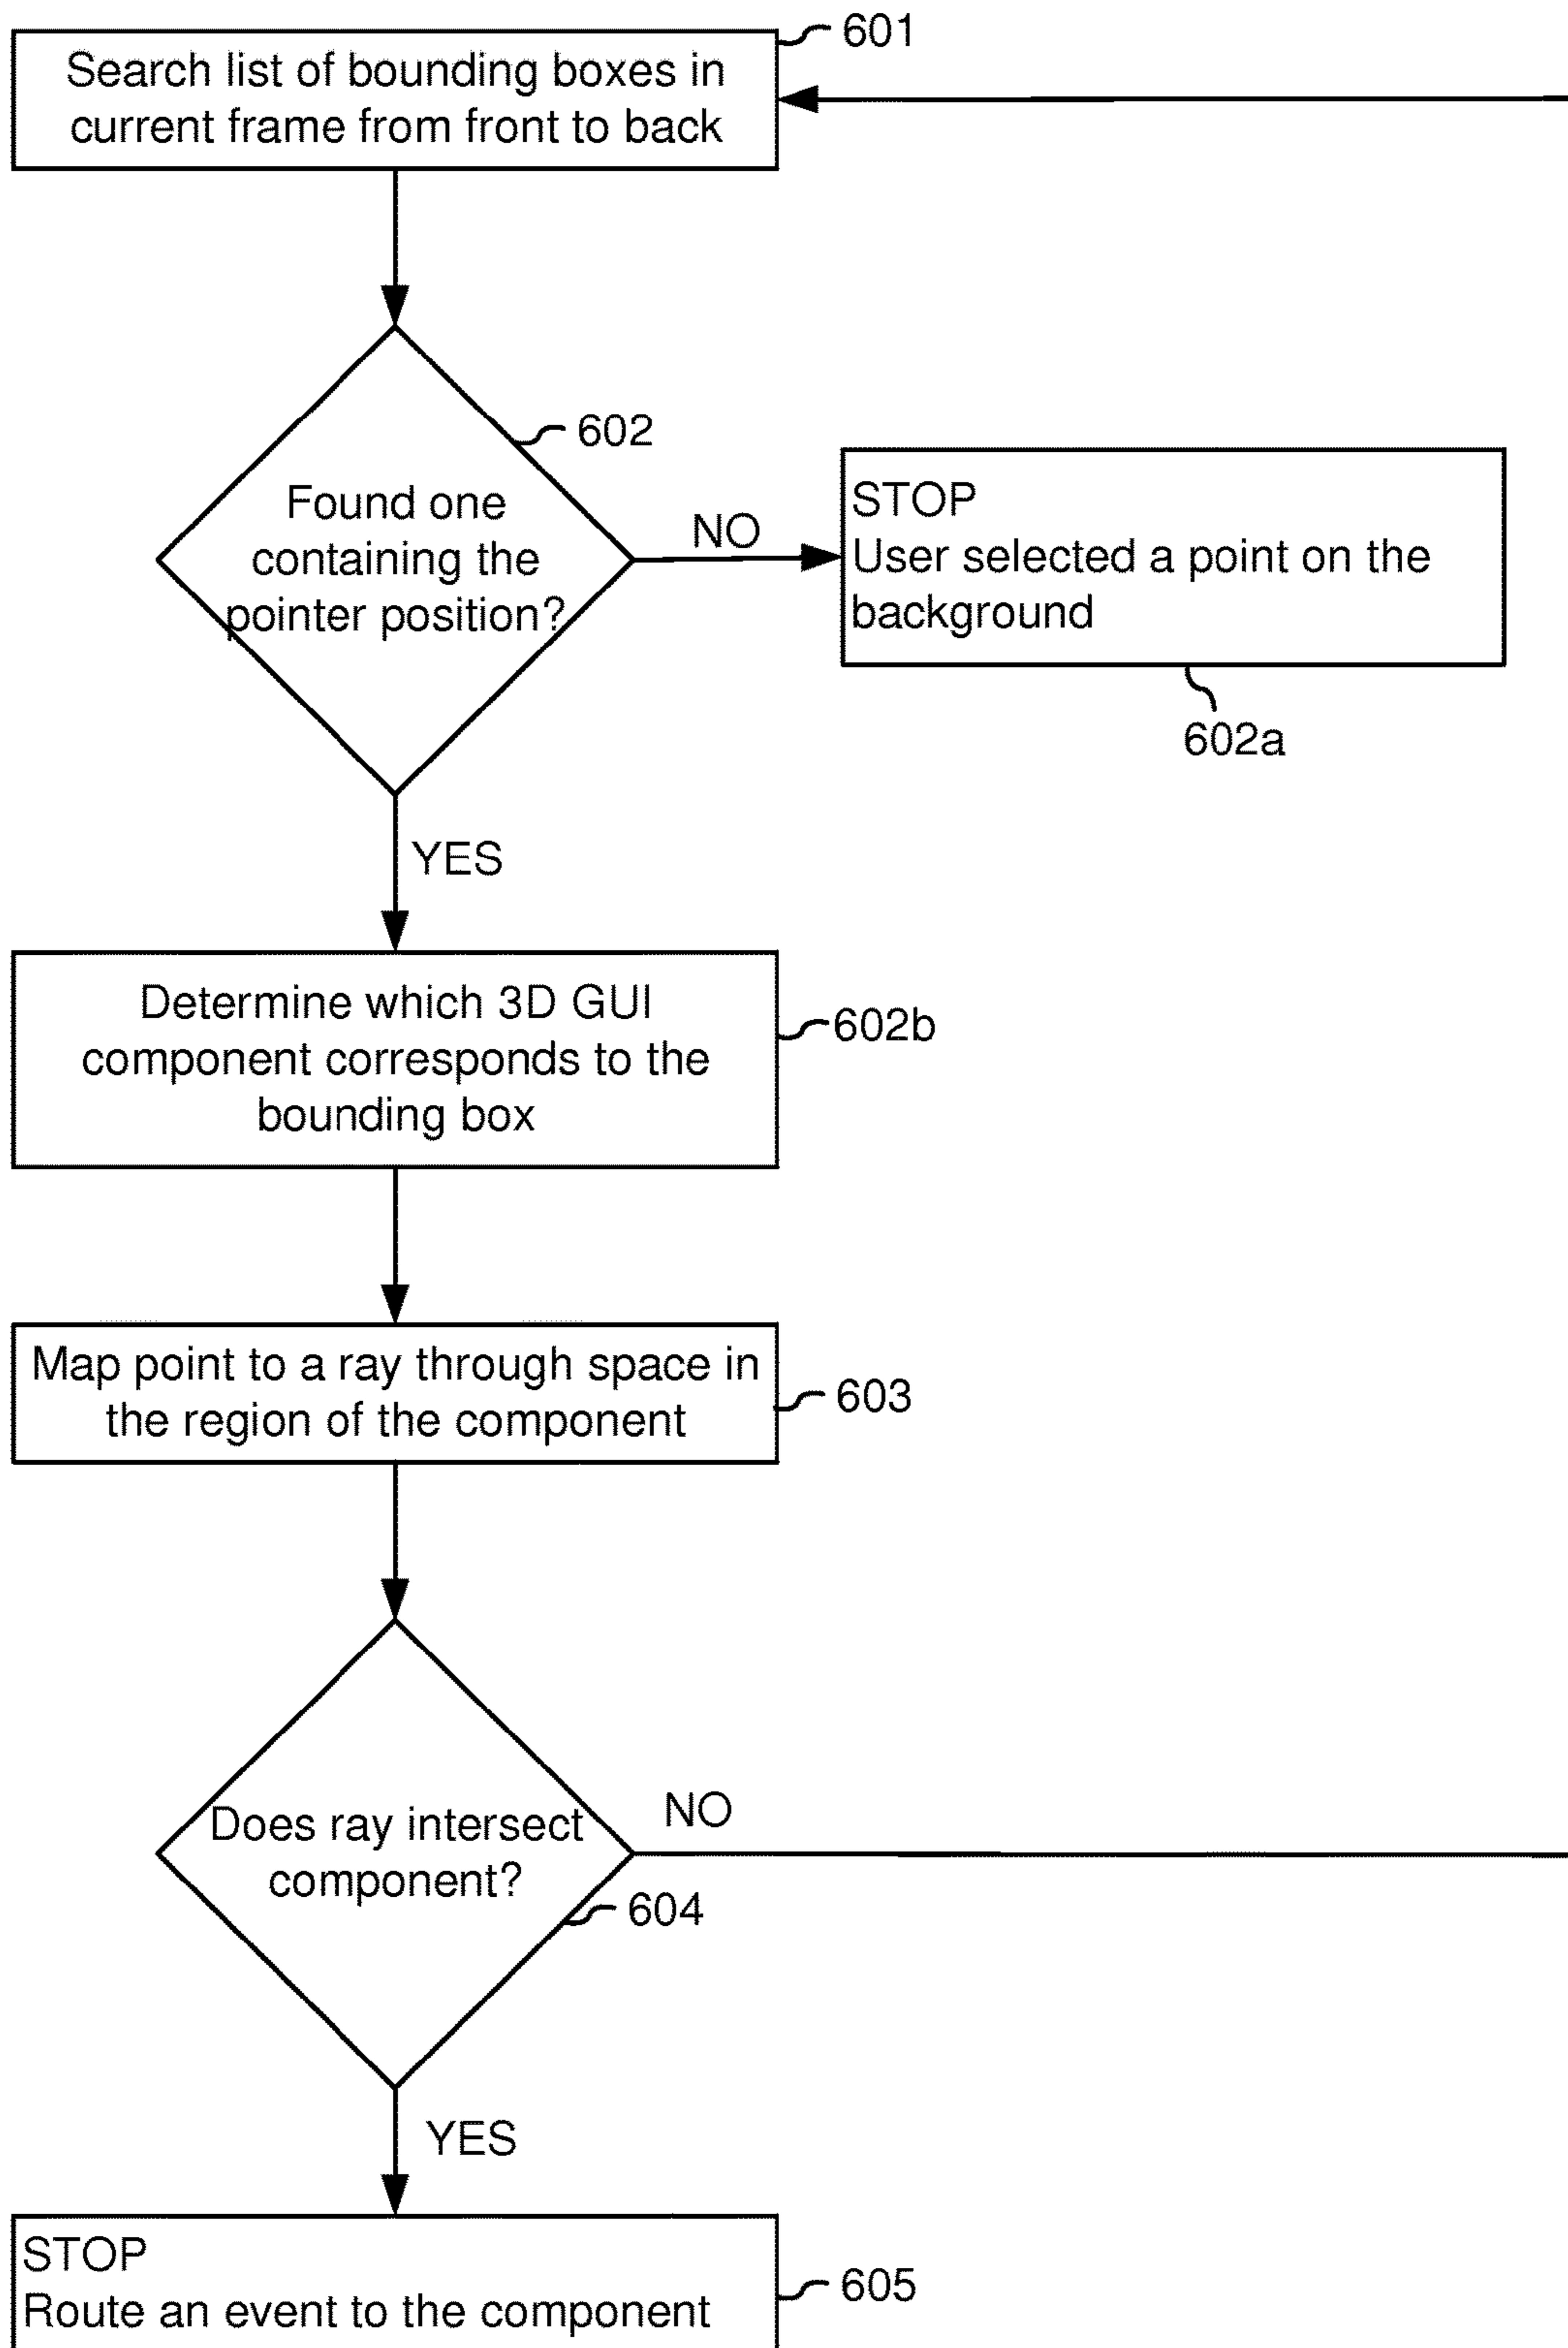 601
Search list of bounding boxes in
current frame from front to back
602
Found one
containing the
pointer position?
NO
STOP
User selected a point on the
background
602a
YES
Determine which 3D GUI
component corresponds to the
bounding box
602b
Map point to a ray through space in
the region of the component
603
Does ray intersect
component?
NO
604
YES
STOP
Route an event to the component
605